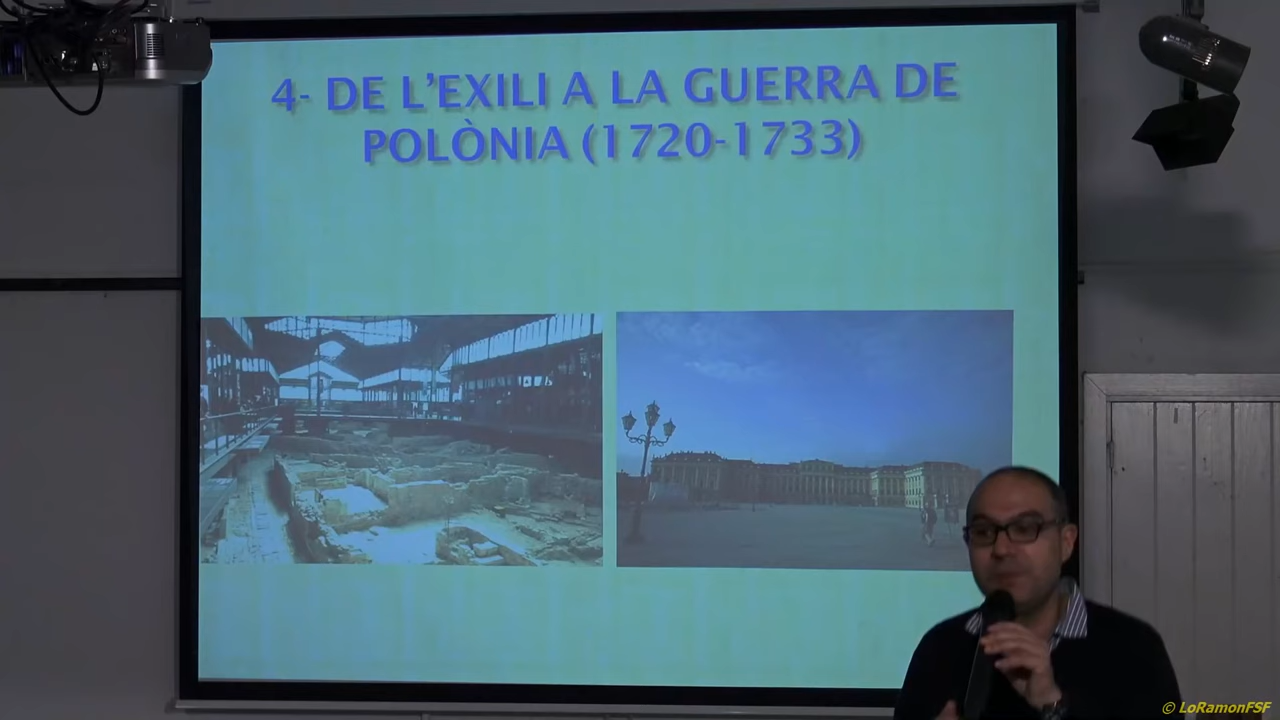 4- DE L'EXILI A LA GUERRA DE
POLÒNIA (1720-1733)
© LoRamonFSF